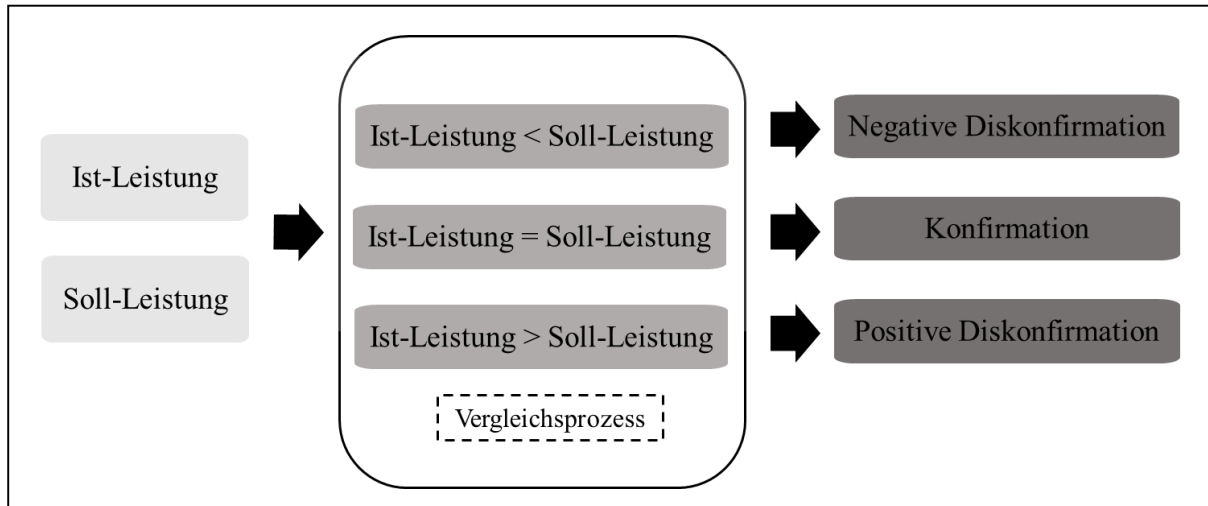 Ist-Leistung
Soll-Leistung
Ist-Leistung < Soll-Leistung
Ist-Leistung = Soll-Leistung
Ist-Leistung > Soll-Leistung
Vergleichsprozess
Negative Diskonfirmation
Konfirmation
Positive Diskonfirmation